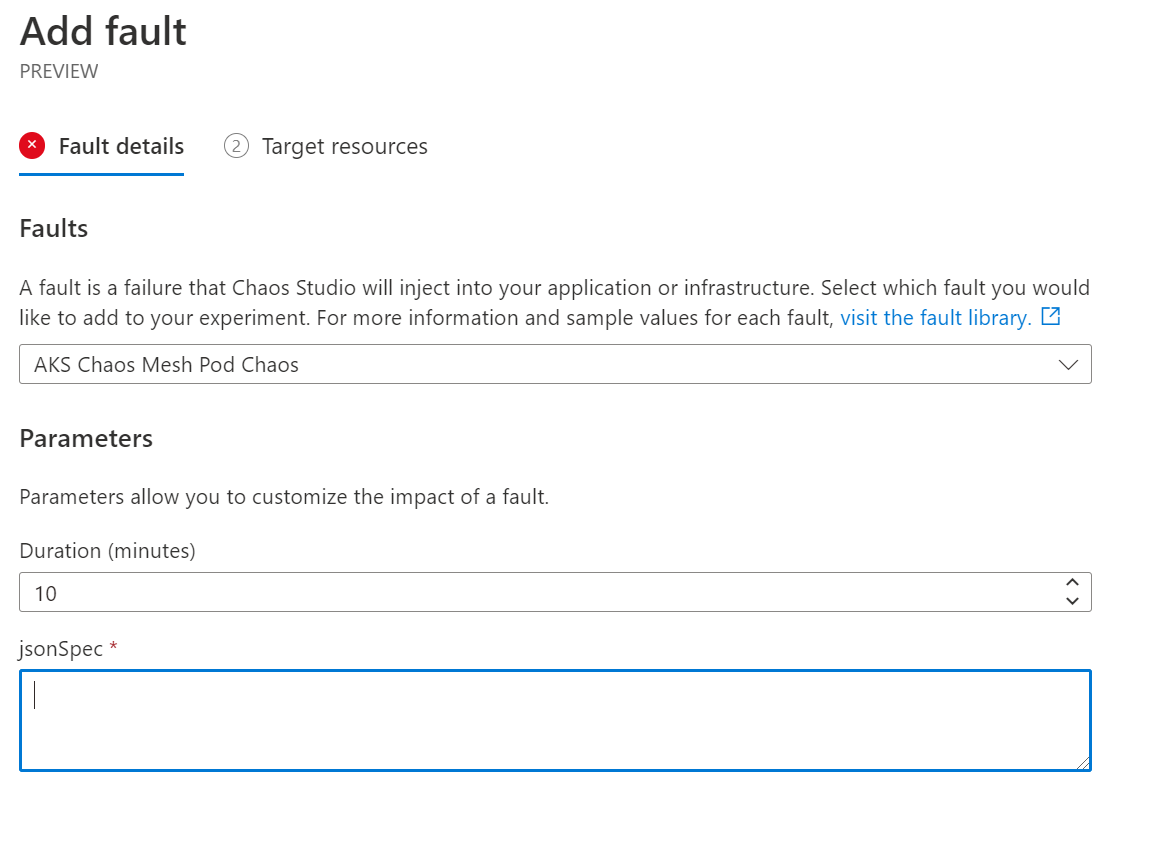 Add fault
PREVIEW
Fault details
2 Target resources
Faults
A fault is a failure that Chaos Studio will inject into your application or infrastructure. Select which fault you would
like to add to your experiment. For more information and sample values for each fault, visit the fault library.
AKS Chaos Mesh Pod Chaos
Parameters
Parameters allow you to customize the impact of a fault.
Duration (minutes)
10
jsonSpec *